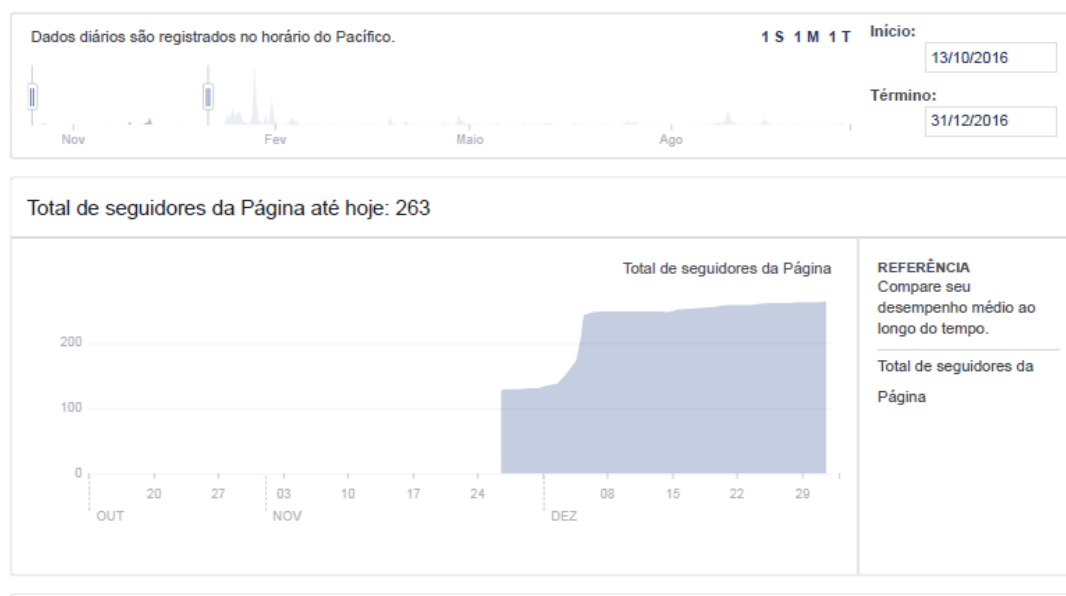 Dados diários são registrados no horário do Pacífico.
1 S 1 M 1 T
Início:
13/10/2016
Término:
31/12/2016
Nov Fev Maio Ago
Total de seguidores da Página até hoje: 263
Total de seguidores da Página
200
100
0
20 27 03 10 17 24 08 15 22 29
OUT NOV DEZ
REFERÊNCIA
Compare seu
desempenho médio ao
longo do tempo.
Total de seguidores da
Página